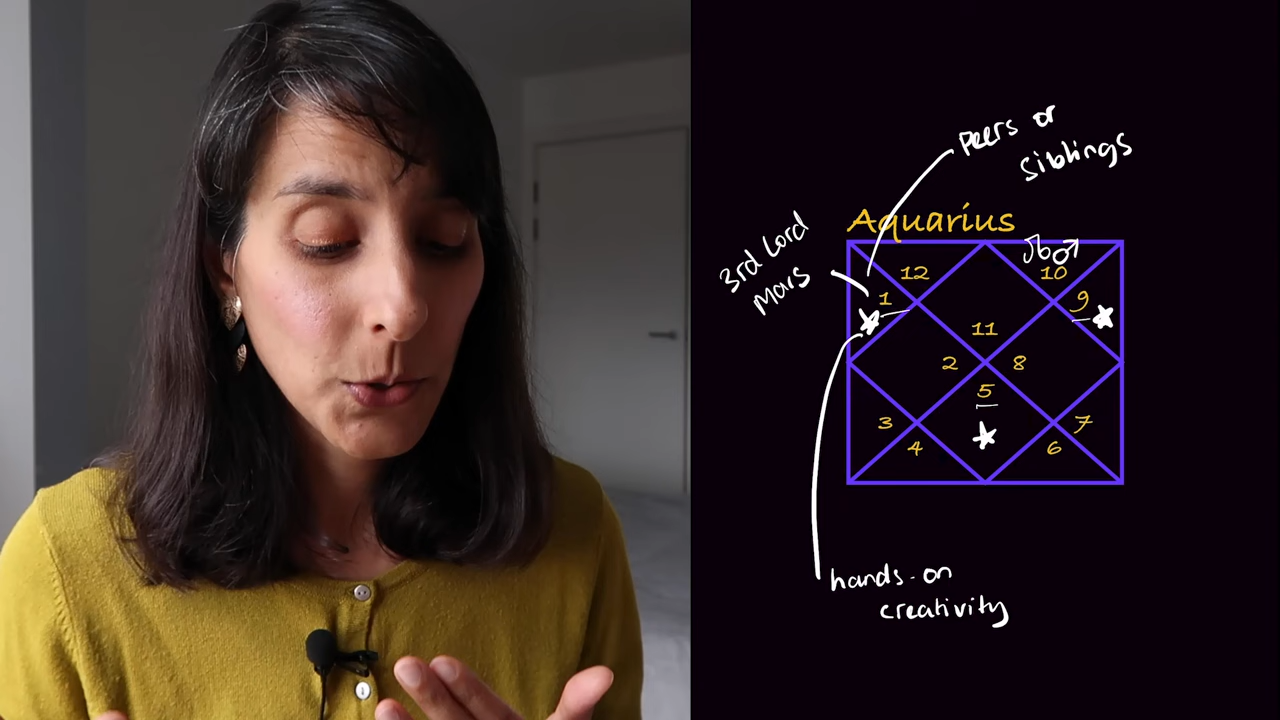 peers or
siblings
Aquarius
3rd Lord
Mars
♄♂
12
10
1
9
11
2
8
5
3
7
4
6
hands-on
creativity